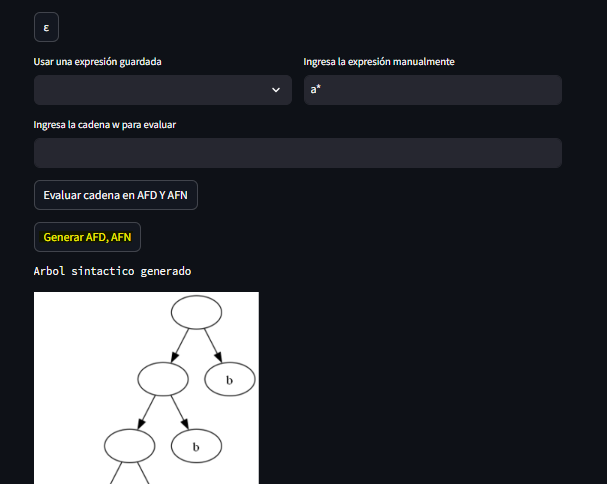 ε
Usar una expresión guardada
Ingresa la expresión manualmente
a*
Ingresa la cadena w para evaluar
Evaluar cadena en AFD Y AFN
Generar AFD, AFN
Arbol sintactico generado
b
b